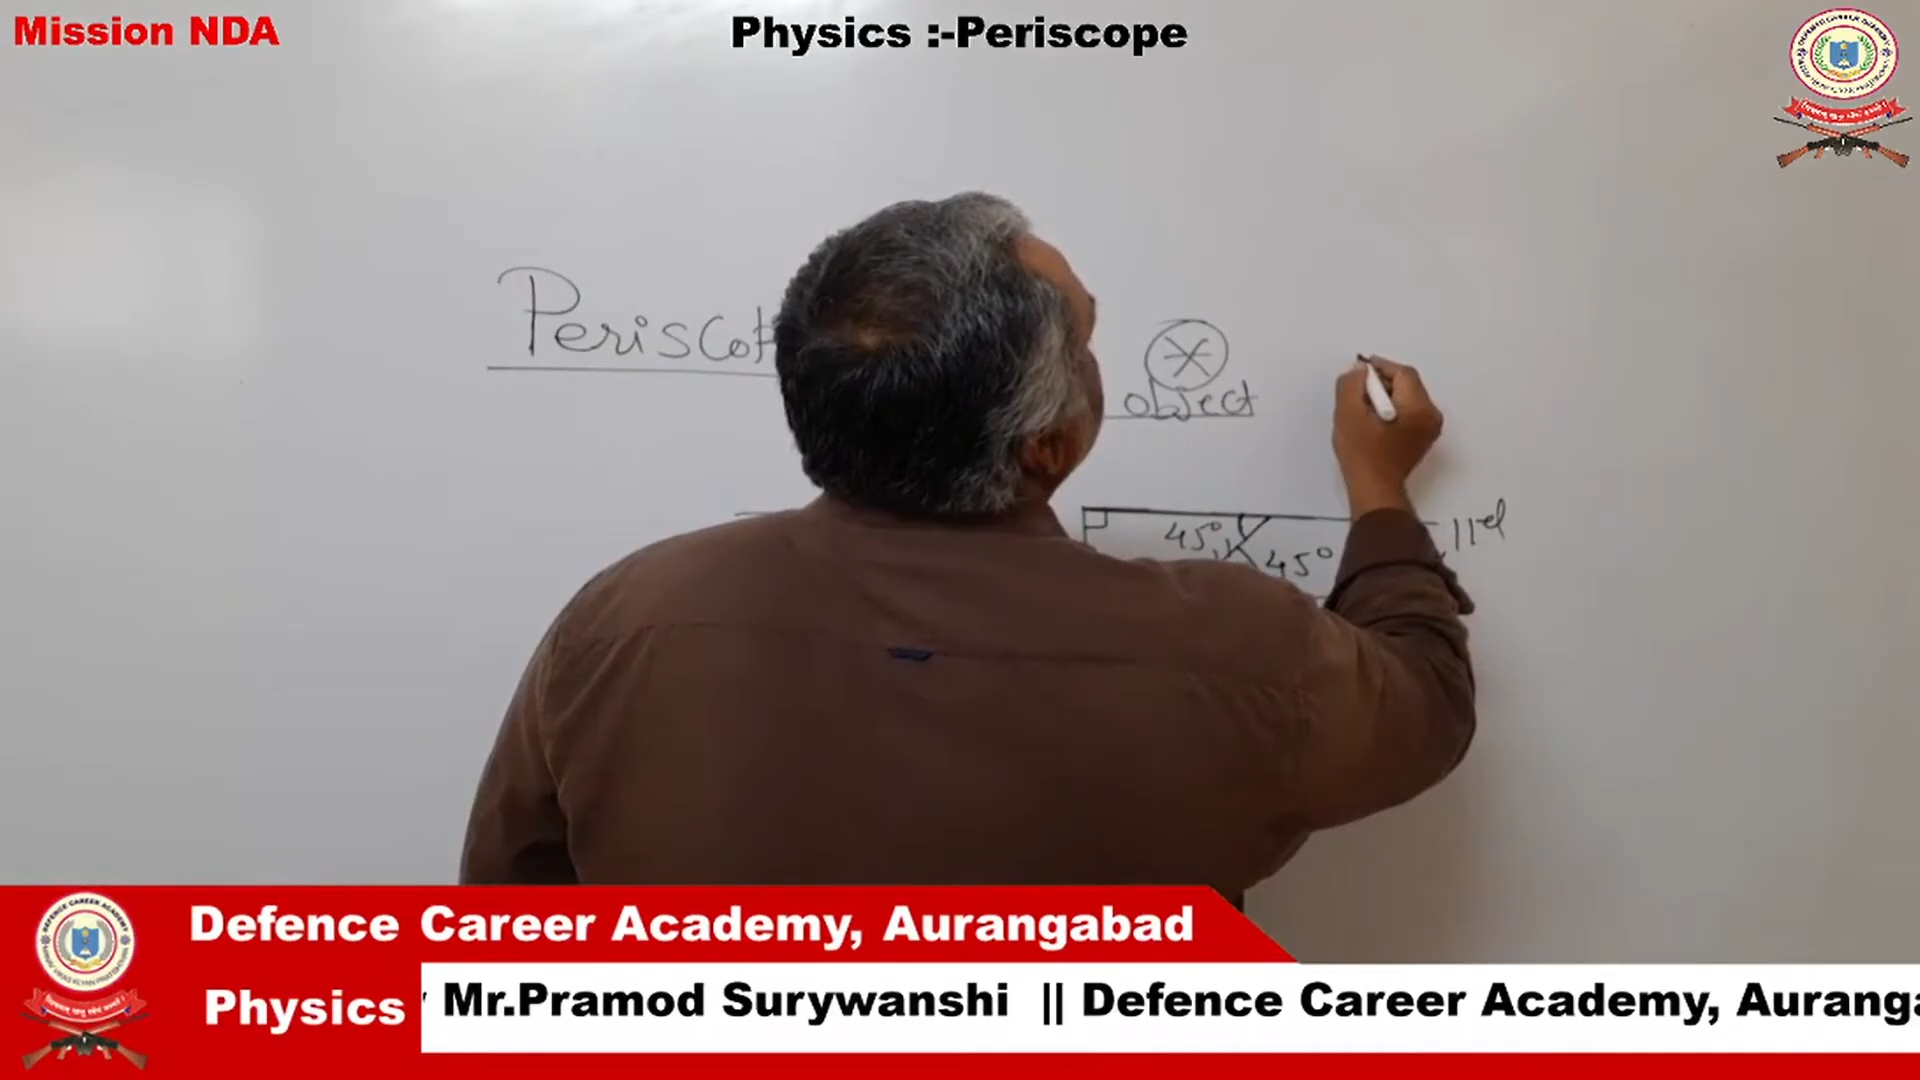 Mission NDA
Physics :-Periscope
Periscop
object
45° 45° 11el
Defence Career Academy, Aurangabad
Physics
Mr.Pramod Surywanshi || Defence Career Academy, Auranga